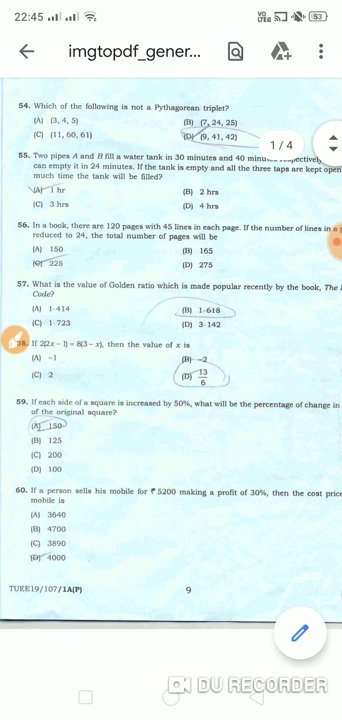 22:45
VO LTEB
53
imgtopdf_gener...
54. Which of the following is not a Pythagorean triplet?
(A) (3, 4, 5)
(B) (7, 24, 25)
(C) (11, 60, 61)
(D) (9, 41, 42)
1 / 4
55. Two pipes A and B fill a water tank in 30 minutes and 40 minutes respectively
can empty it in 24 minutes. If the tank is empty and all the three taps are kept open
much time the tank will be filled?
(A) 1 hr
(B) 2 hrs
(C) 3 hrs
(D) 4 hrs
56. In a book, there are 120 pages with 45 lines in each page. If the number of lines in a
reduced to 24, the total number of pages will be
(A) 150
(B) 165
(C) 225
(D) 275
57. What is the value of Golden ratio which is made popular recently by the book, The
Code?
(A) 1·414
(B) 1·618
(C) 1·723
(D) 3·142
58. If 2(2x – 1) = 8(3 – x), then the value of x is
(A) –1
(B) –2
(C) 2
(D) 13/6
59. If each side of a square is increased by 50%, what will be the percentage of change in
of the original square?
(A) 150
(B) 125
(C) 200
(D) 100
60. If a person sells his mobile for ₹ 5200 making a profit of 30%, then the cost price
mobile is
(A) 3640
(B) 4700
(C) 3890
(D) 4000
TUEE19/107/1A(P)
9
DU RECORDER